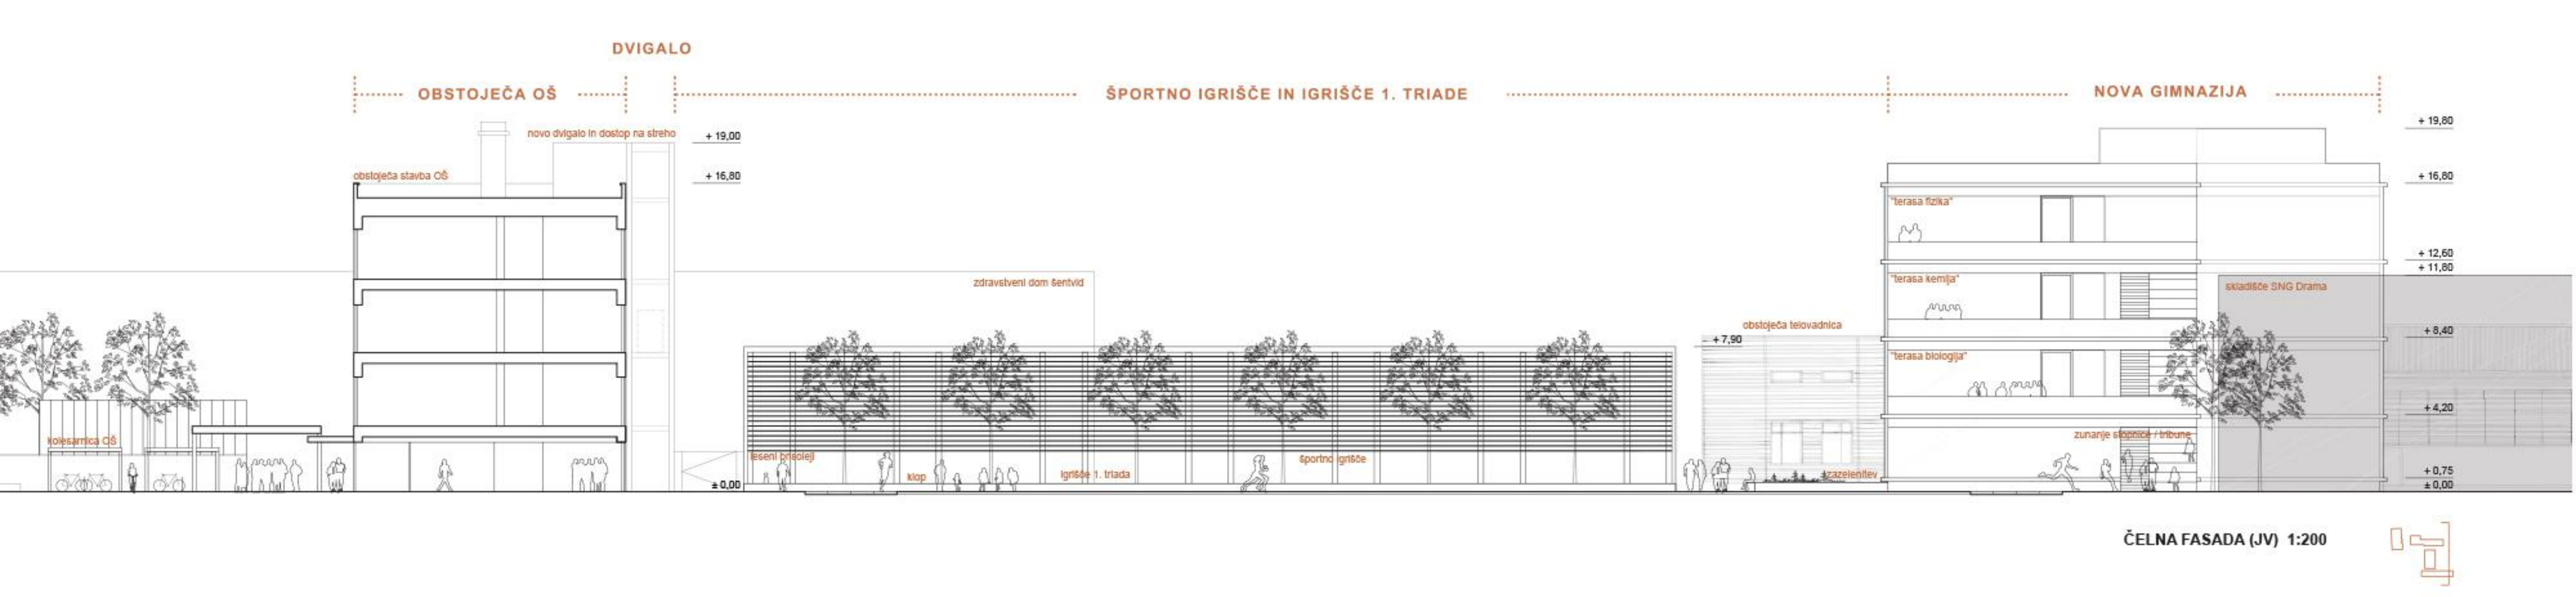 DVIGALO
OBSTOJEČA OŠ
ŠPORTNO IGRIŠČE IN IGRIŠČE 1. TRIADE
NOVA GIMNAZIJA
novo dvigalo in dostop na streho
+ 19,00
+ 19,80
obstoječa stavba OŠ
+ 16,80
+ 16,80
"terasa fizika"
+ 12,60
+ 11,80
zdravstveni dom šentvid
"terasa kemija"
skladišče SNG Drama
obstoječa telovadnica
+ 7,90
+ 8,40
"terasa biologija"
+ 4,20
kolesarnica OŠ
zunanje stopnice / tribune
leseni brisoleji
športno igrišče
klop
igrišče 1. triada
zazelenitev
+ 0,75
± 0,00
± 0,00
ČELNA FASADA (JV) 1:200